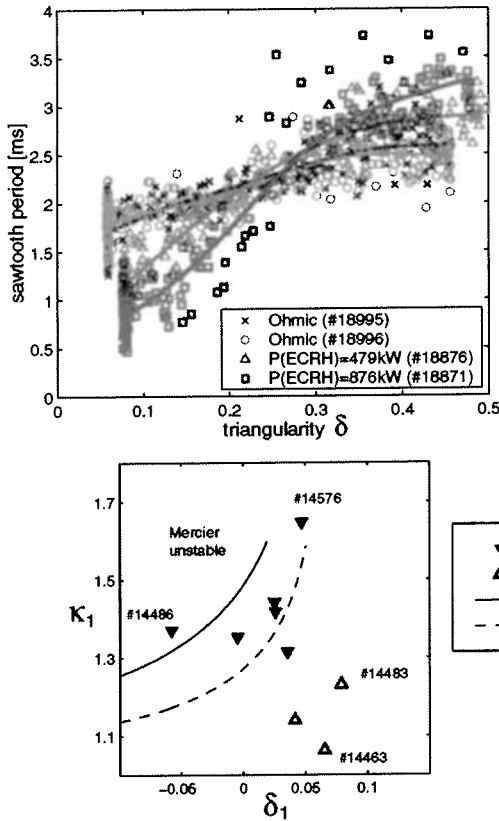 4
3.5
3
2.5
2
1.5
1
0.5
0
sawtooth period [ms]
× Ohmic (#18995)
○ Ohmic (#18996)
△ P(ECRH)=479kW (#18876)
□ P(ECRH)=876kW (#18871)
0 0.1 0.2 0.3 0.4 0.5
triangularity δ
#14576
1.7
Mercier
unstable
κ1
1.5
#14486
1.3
#14483
1.1
#14463
−0.05 0 0.05 0.1
δ1